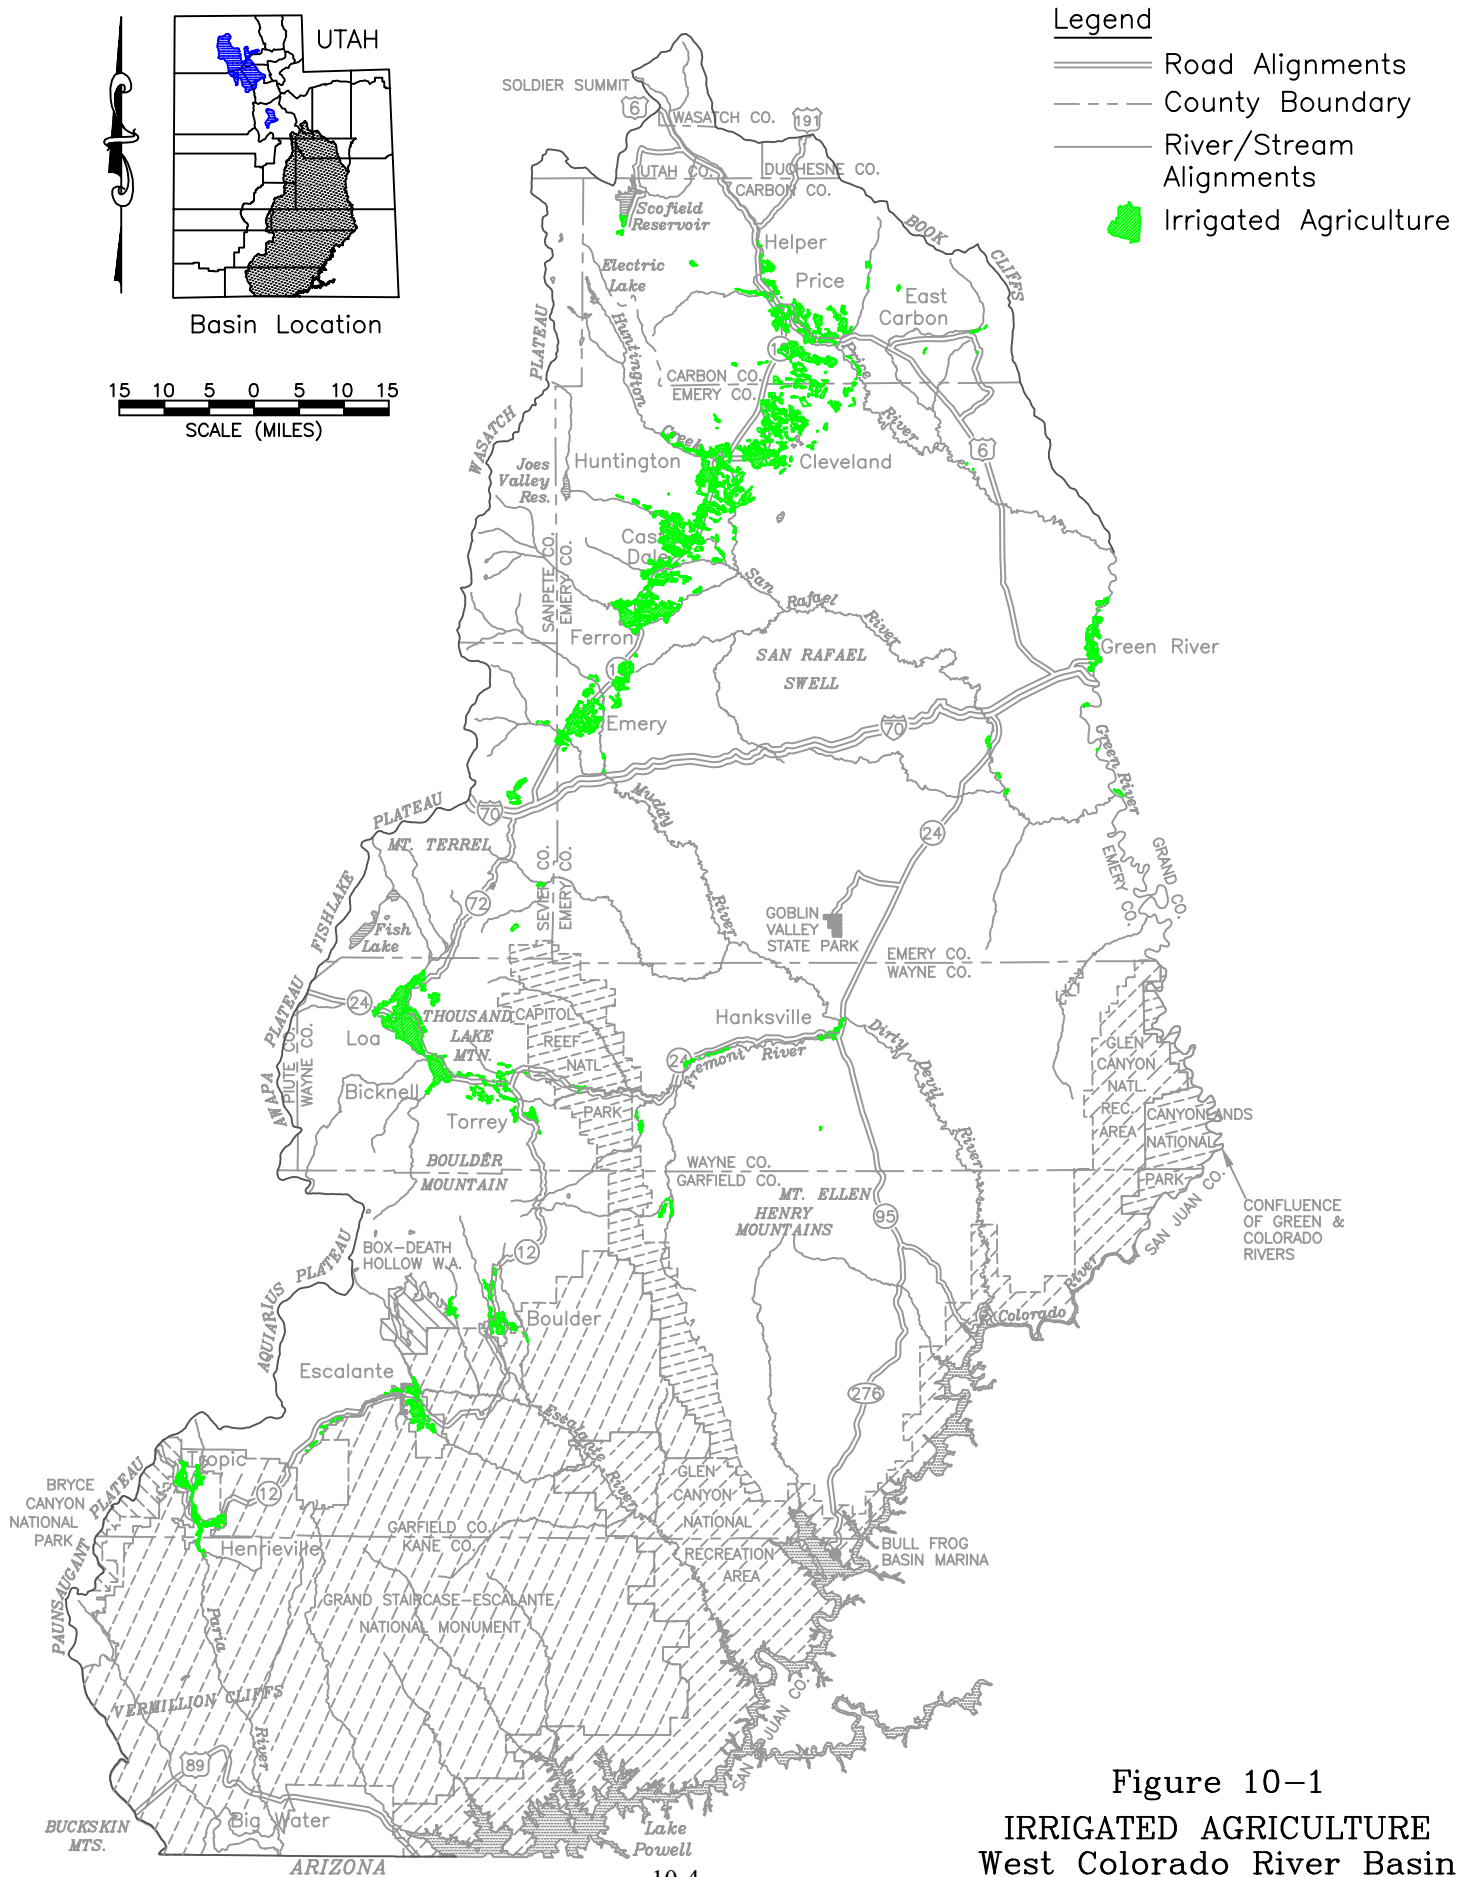 UTAH
Basin Location
15 10 5 0 5 10 15
SCALE (MILES)
Legend
Road Alignments
County Boundary
River/Stream
Alignments
Irrigated Agriculture
SOLDIER SUMMIT
6
WASATCH CO.
191
UTAH CO.
DUCHESNE CO.
CARBON CO.
Scofield
Reservoir
BOOK
CLIFFS
Helper
Electric
Lake
Price
East
Carbon
Huntington
WASATCH
PLATEAU
Price
CARBON CO.
EMERY CO.
River
Creek
6
Huntington
Cleveland
Joes
Valley
Res.
Dale
SANPETE CO.
EMERY CO.
San
Rafael
River
Ferron
SAN RAFAEL
SWELL
Green River
Emery
70
Green River
PLATEAU
70
Muddy
MT. TERREL
24
GRAND CO.
EMERY CO.
FISHLAKE
SEVIER CO.
EMERY CO.
72
River
Fish
Lake
GOBLIN
VALLEY
STATE PARK
EMERY CO.
WAYNE CO.
AWAPA PLATEAU
24
THOUSAND
LAKE
MTN.
CAPITOL
REEF
NATL
PARK
Hanksville
Dirty
Devil
River
Loa
PIUTE CO.
WAYNE CO.
24
Fremont River
GLEN
CANYON
NATL.
REC.
AREA
CANYONLANDS
NATIONAL
PARK
Bicknell
Torrey
BOULDER
MOUNTAIN
WAYNE CO.
GARFIELD CO.
MT. ELLEN
HENRY
MOUNTAINS
95
SAN JUAN CO.
CONFLUENCE
OF GREEN &
COLORADO
RIVERS
BOX-DEATH
HOLLOW W.A.
12
AQUARIUS PLATEAU
Boulder
Colorado
River
Escalante
276
Escalante
River
Tropic
BRYCE
CANYON
NATIONAL
PARK
12
GLEN
CANYON
NATIONAL
RECREATION
AREA
PAUNSAUGANT PLATEAU
Henrieville
GARFIELD CO.
KANE CO.
BULL FROG
BASIN MARINA
GRAND STAIRCASE-ESCALANTE
NATIONAL MONUMENT
Paria
River
VERMILLION CLIFFS
SAN JUAN CO.
89
Big Water
BUCKSKIN
MTS.
Lake
Powell
ARIZONA
Figure 10-1
IRRIGATED AGRICULTURE
West Colorado River Basin